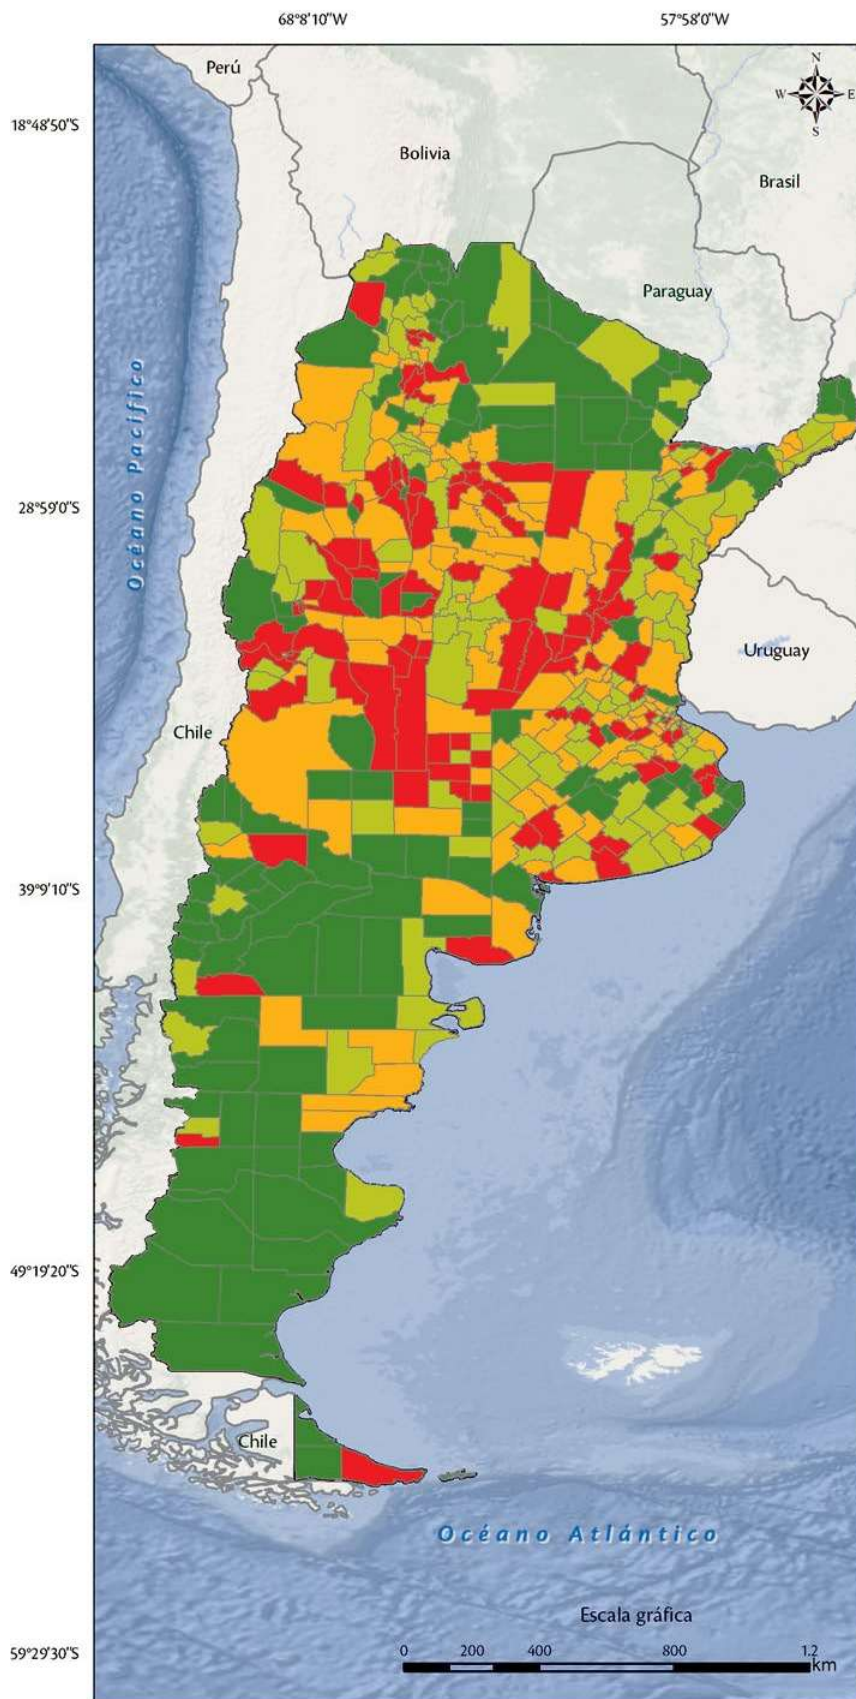 68°8'10"W
57°58'0"W
Perú
N
W
E
S
18°48'50"S
Bolivia
Brasil
Paraguay
Océano Pacífico
28°59'0"S
Uruguay
Chile
39°9'10"S
49°19'20"S
Chile
Océano Atlántico
Escala gráfica
59°29'30"S
0 200 400 800 1.2
km